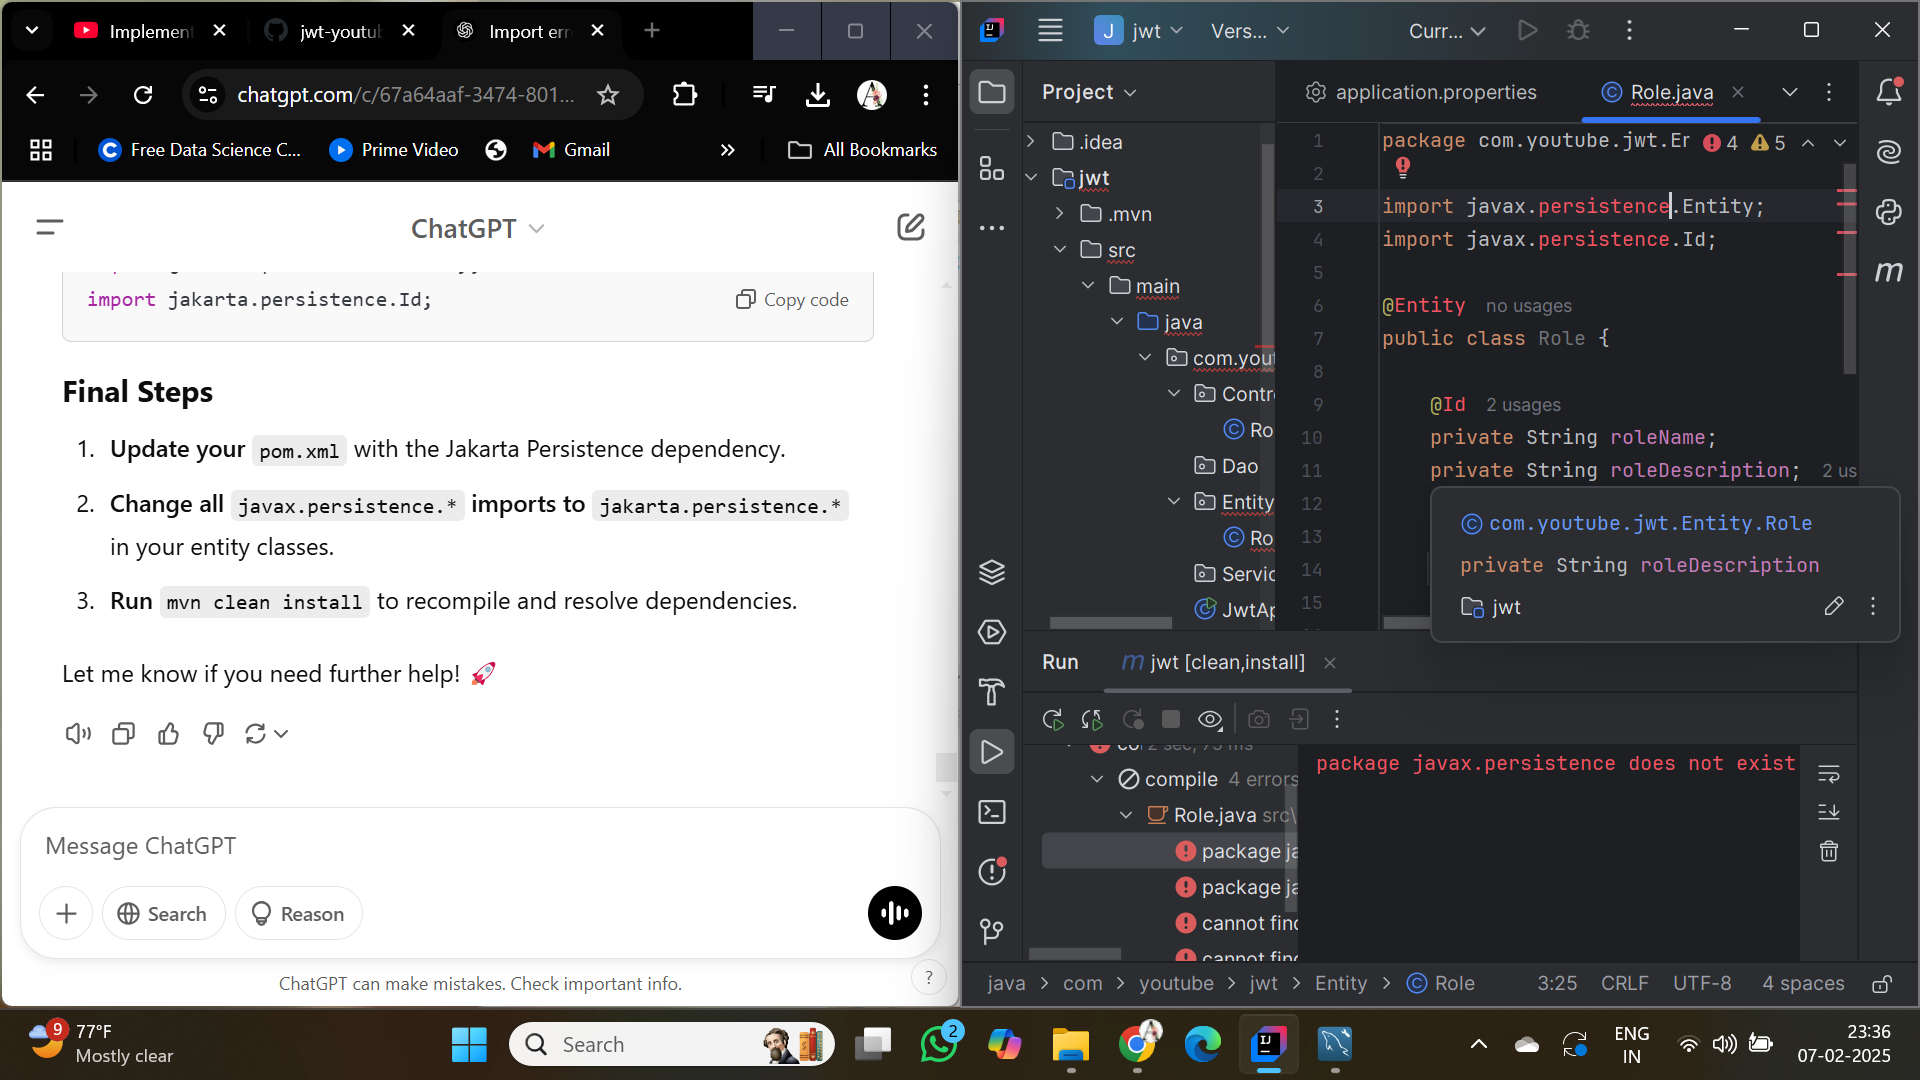 Implement
jwt-youtu
Import err
chatgpt.com/c/67a64aaf-3474-801...
Free Data Science C...
Prime Video
Gmail
All Bookmarks
ChatGPT
import jakarta.persistence.Id;
Copy code
Final Steps
1. Update your pom.xml with the Jakarta Persistence dependency.
2. Change all javax.persistence.* imports to jakarta.persistence.*
in your entity classes.
3. Run mvn clean install to recompile and resolve dependencies.
Let me know if you need further help! 🚀
Message ChatGPT
Search
Reason
ChatGPT can make mistakes. Check important info.
?
J jwt
Vers...
Curr...
Project
.idea
jwt
.mvn
src
main
java
com.yout
Contr
Ro
Dao
Entity
Ro
Servic
JwtAp
application.properties
Role.java
4
5
1 package com.youtube.jwt.Er
2
3 import javax.persistence.Entity;
4 import javax.persistence.Id;
5
6 @Entity no usages
7 public class Role {
8
9 @Id 2 usages
10 private String roleName;
11 private String roleDescription; 2 us
12
13
14
15
com.youtube.jwt.Entity.Role
private String roleDescription
jwt
Run
m jwt [clean,install]
compile 4 errors
Role.java src\
package ja
package ja
cannot find
cannot find
package javax.persistence does not exist
java > com > youtube > jwt > Entity > Role
3:25
CRLF
UTF-8
4 spaces
9
77°F
Mostly clear
Search
2
ENG
IN
23:36
07-02-2025